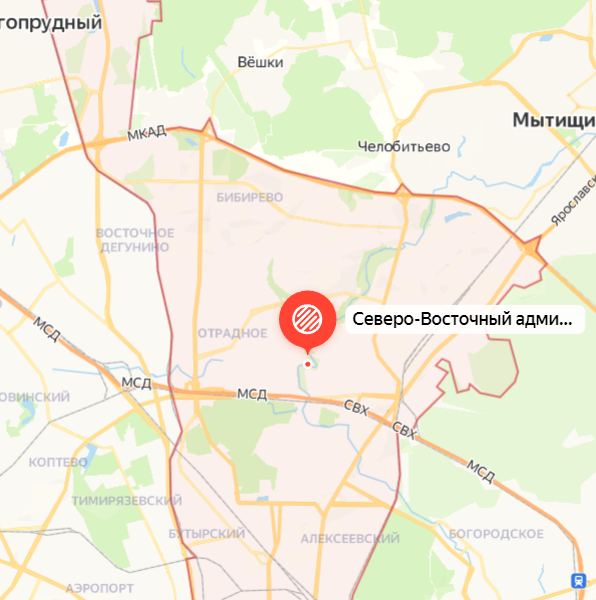 гопрудный
Вёшки
Мытищи
МКАД
Челобитьево
БИБИРЕВО
Ярославск
ВОСТОЧНОЕ
ДЕГУНИНО
Северо-Восточный адми...
МСД
ОТРАДНОЕ
МСД
МСД
ОВИНСКИЙ
СВХ
СВХ
КОПТЕВО
МСД
ТИМИРЯЗЕВСКИЙ
БУТЫРСКИЙ
АЛЕКСЕЕВСКИЙ
БОГОРОДСКОЕ
АЭРОПОРТ